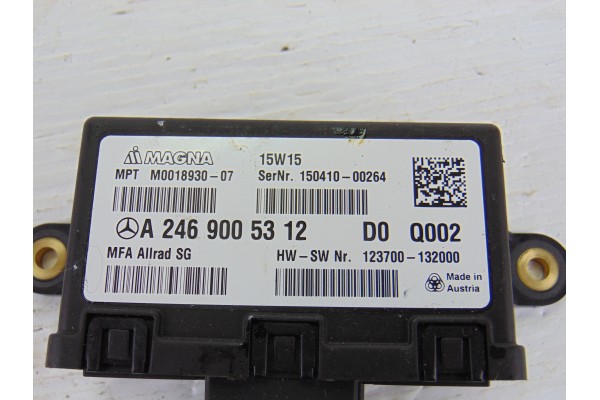 MAGNA 15W15
MPT M0018930-07 SerNr. 150410-00264
A 246 900 53 12 D0 Q002
MFA Allrad SG HW-SW Nr. 123700-132000
Made in
Austria